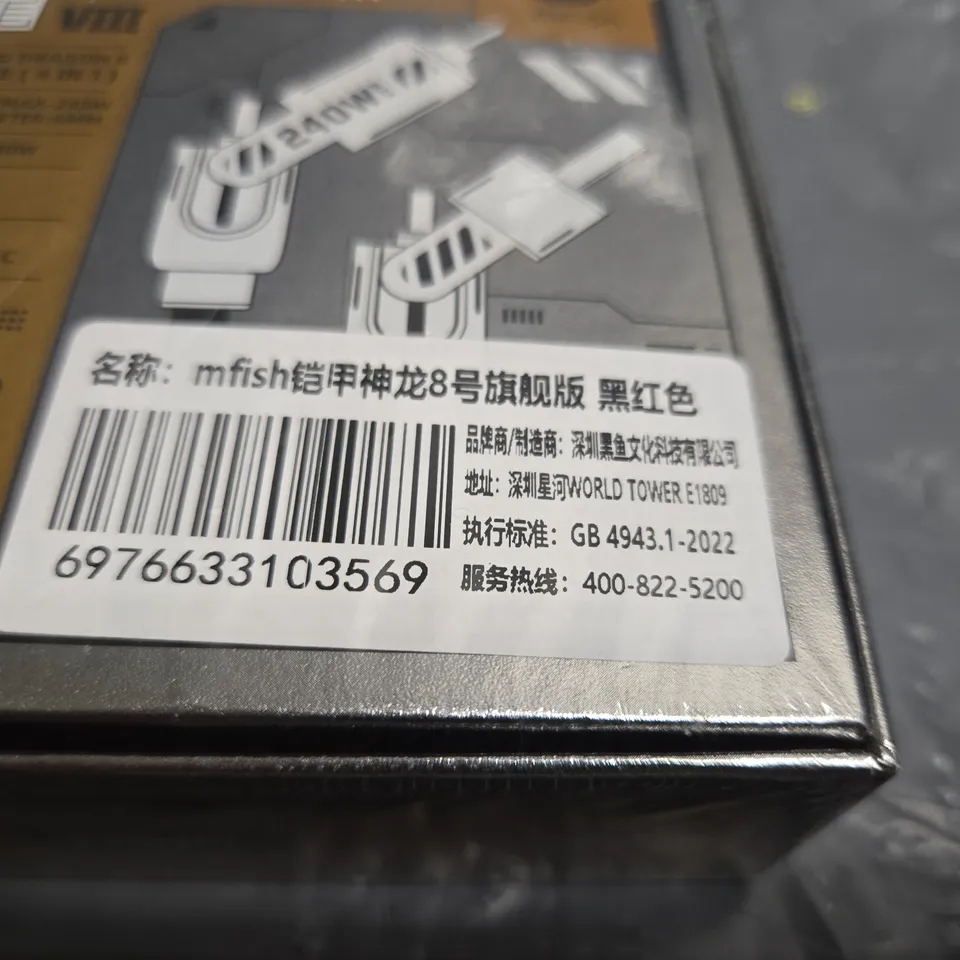 VIII
240W
名称：mfish铠甲神龙8号旗舰版 黑红色
品牌商/制造商：深圳黑鱼文化科技有限公司
地址：深圳星河WORLD TOWER E1809
执行标准：GB 4943.1-2022
服务热线：400-822-5200
6976633103569